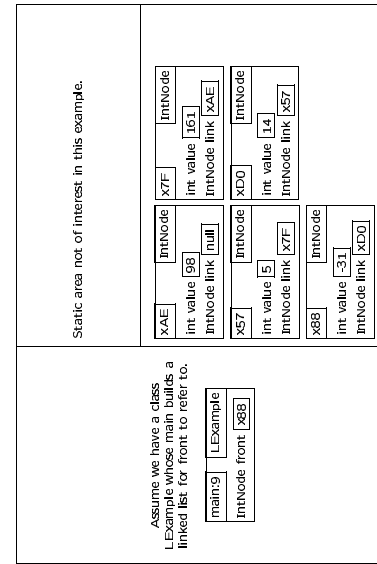 Static area not of interest in this example.
Assume we have a class
LExample whose main builds a
linked list for front to refer to.
main:9 LExample
IntNode front x88
xAE IntNode
int value 98
IntNode link null
x7F IntNode
int value 161
IntNode link xAE
x57 IntNode
int value 5
IntNode link x7F
xD0 IntNode
int value 14
IntNode link x57
x88 IntNode
int value -31
IntNode link xD0